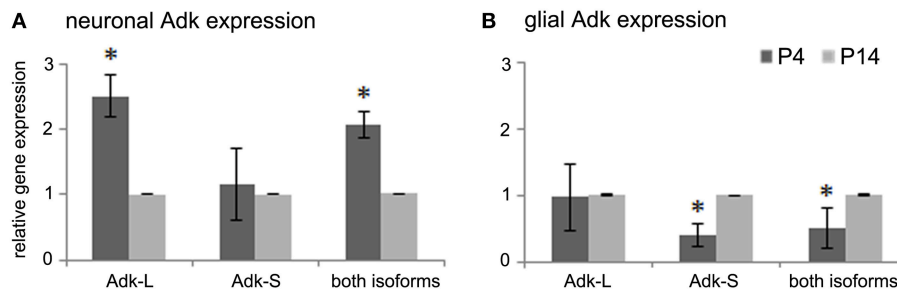 A neuronal Adk expression
relative gene expression
3
2
1
0
*
*
Adk-L Adk-S both isoforms
B glial Adk expression
P4 P14
3
2
1
0
*
*
Adk-L Adk-S both isoforms